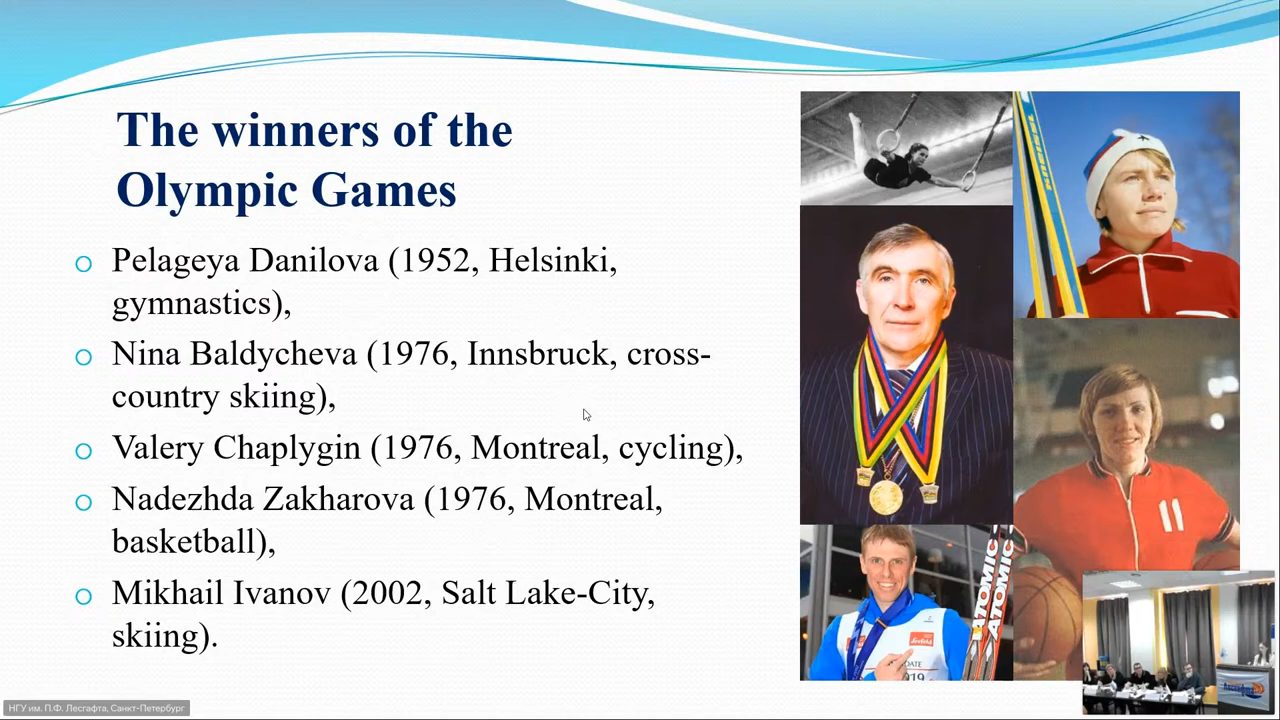 The winners of the
Olympic Games
Pelageya Danilova (1952, Helsinki,
gymnastics),
Nina Baldycheva (1976, Innsbruck, cross-
country skiing),
Valery Chaplygin (1976, Montreal, cycling),
Nadezhda Zakharova (1976, Montreal,
basketball),
Mikhail Ivanov (2002, Salt Lake-City,
skiing).
11
ATOMIC
ATOMIC
НГУ им. П.Ф. Лесгафта, Санкт-Петербург